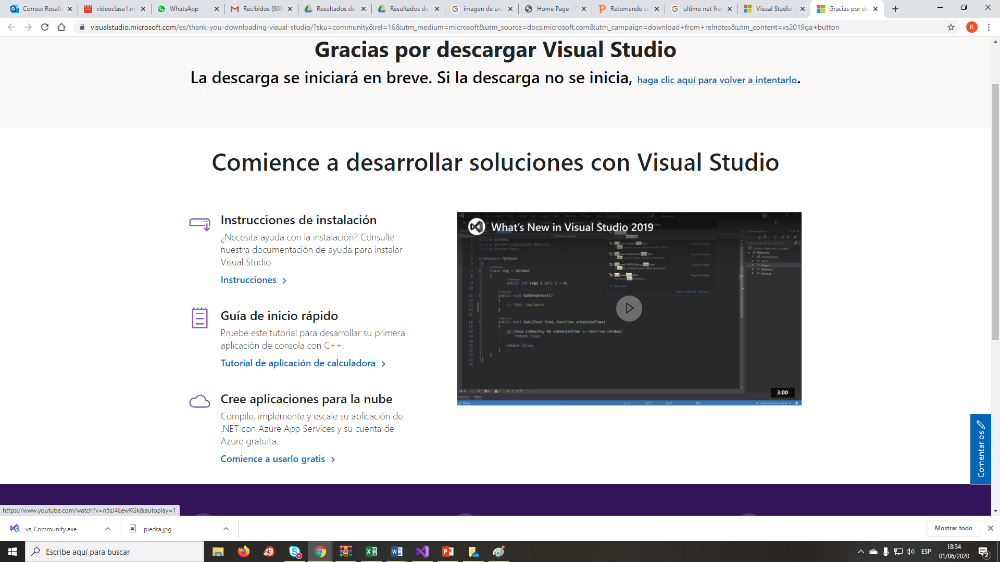 Correo: Rosalb
videoclase1.m
WhatsApp
Recibidos (909
Resultados de
Resultados de
imagen de una
Home Page -
Retomando co
ultimo net fra
Visual Studio 2
Gracias por de
visualstudio.microsoft.com/es/thank-you-downloading-visual-studio/?sku=community&rel=16&utm_medium=microsoft&utm_source=docs.microsoft.com&utm_campaign=download+from+relnotes&utm_content=vs2019ga+button
R
Gracias por descargar Visual Studio
La descarga se iniciará en breve. Si la descarga no se inicia, haga clic aquí para volver a intentarlo.
Comience a desarrollar soluciones con Visual Studio
Instrucciones de instalación
¿Necesita ayuda con la instalación? Consulte
nuestra documentación de ayuda para instalar
Visual Studio.
Instrucciones
Guía de inicio rápido
Pruebe este tutorial para desarrollar su primera
aplicación de consola con C++.
Tutorial de aplicación de calculadora
Cree aplicaciones para la nube
Compile, implemente y escale su aplicación de
.NET con Azure App Services y su cuenta de
Azure gratuita.
Comience a usarlo gratis
What's New in Visual Studio 2019
using System;
using System.Collections.Generic;
using System.Text;
namespace MyHouse
{
class Dog : IAnimal
{
public int Legs { get; } = 4;
public void EatBreakfast()
{
// TODO: Implement
}
public bool Eat(IFood food, DateTime scheduledTime)
{
if (food.IsHealthy && scheduledTime >= DateTime.UtcNow)
return true;
return false;
}
}
}
3:00
Comentarios
https://www.youtube.com/watch?v=n5sJ4EewKGk&autoplay=1
vs_Community.exe
piedra.jpg
Mostrar todo
Escribe aquí para buscar
ESP
18:34
01/06/2020
2